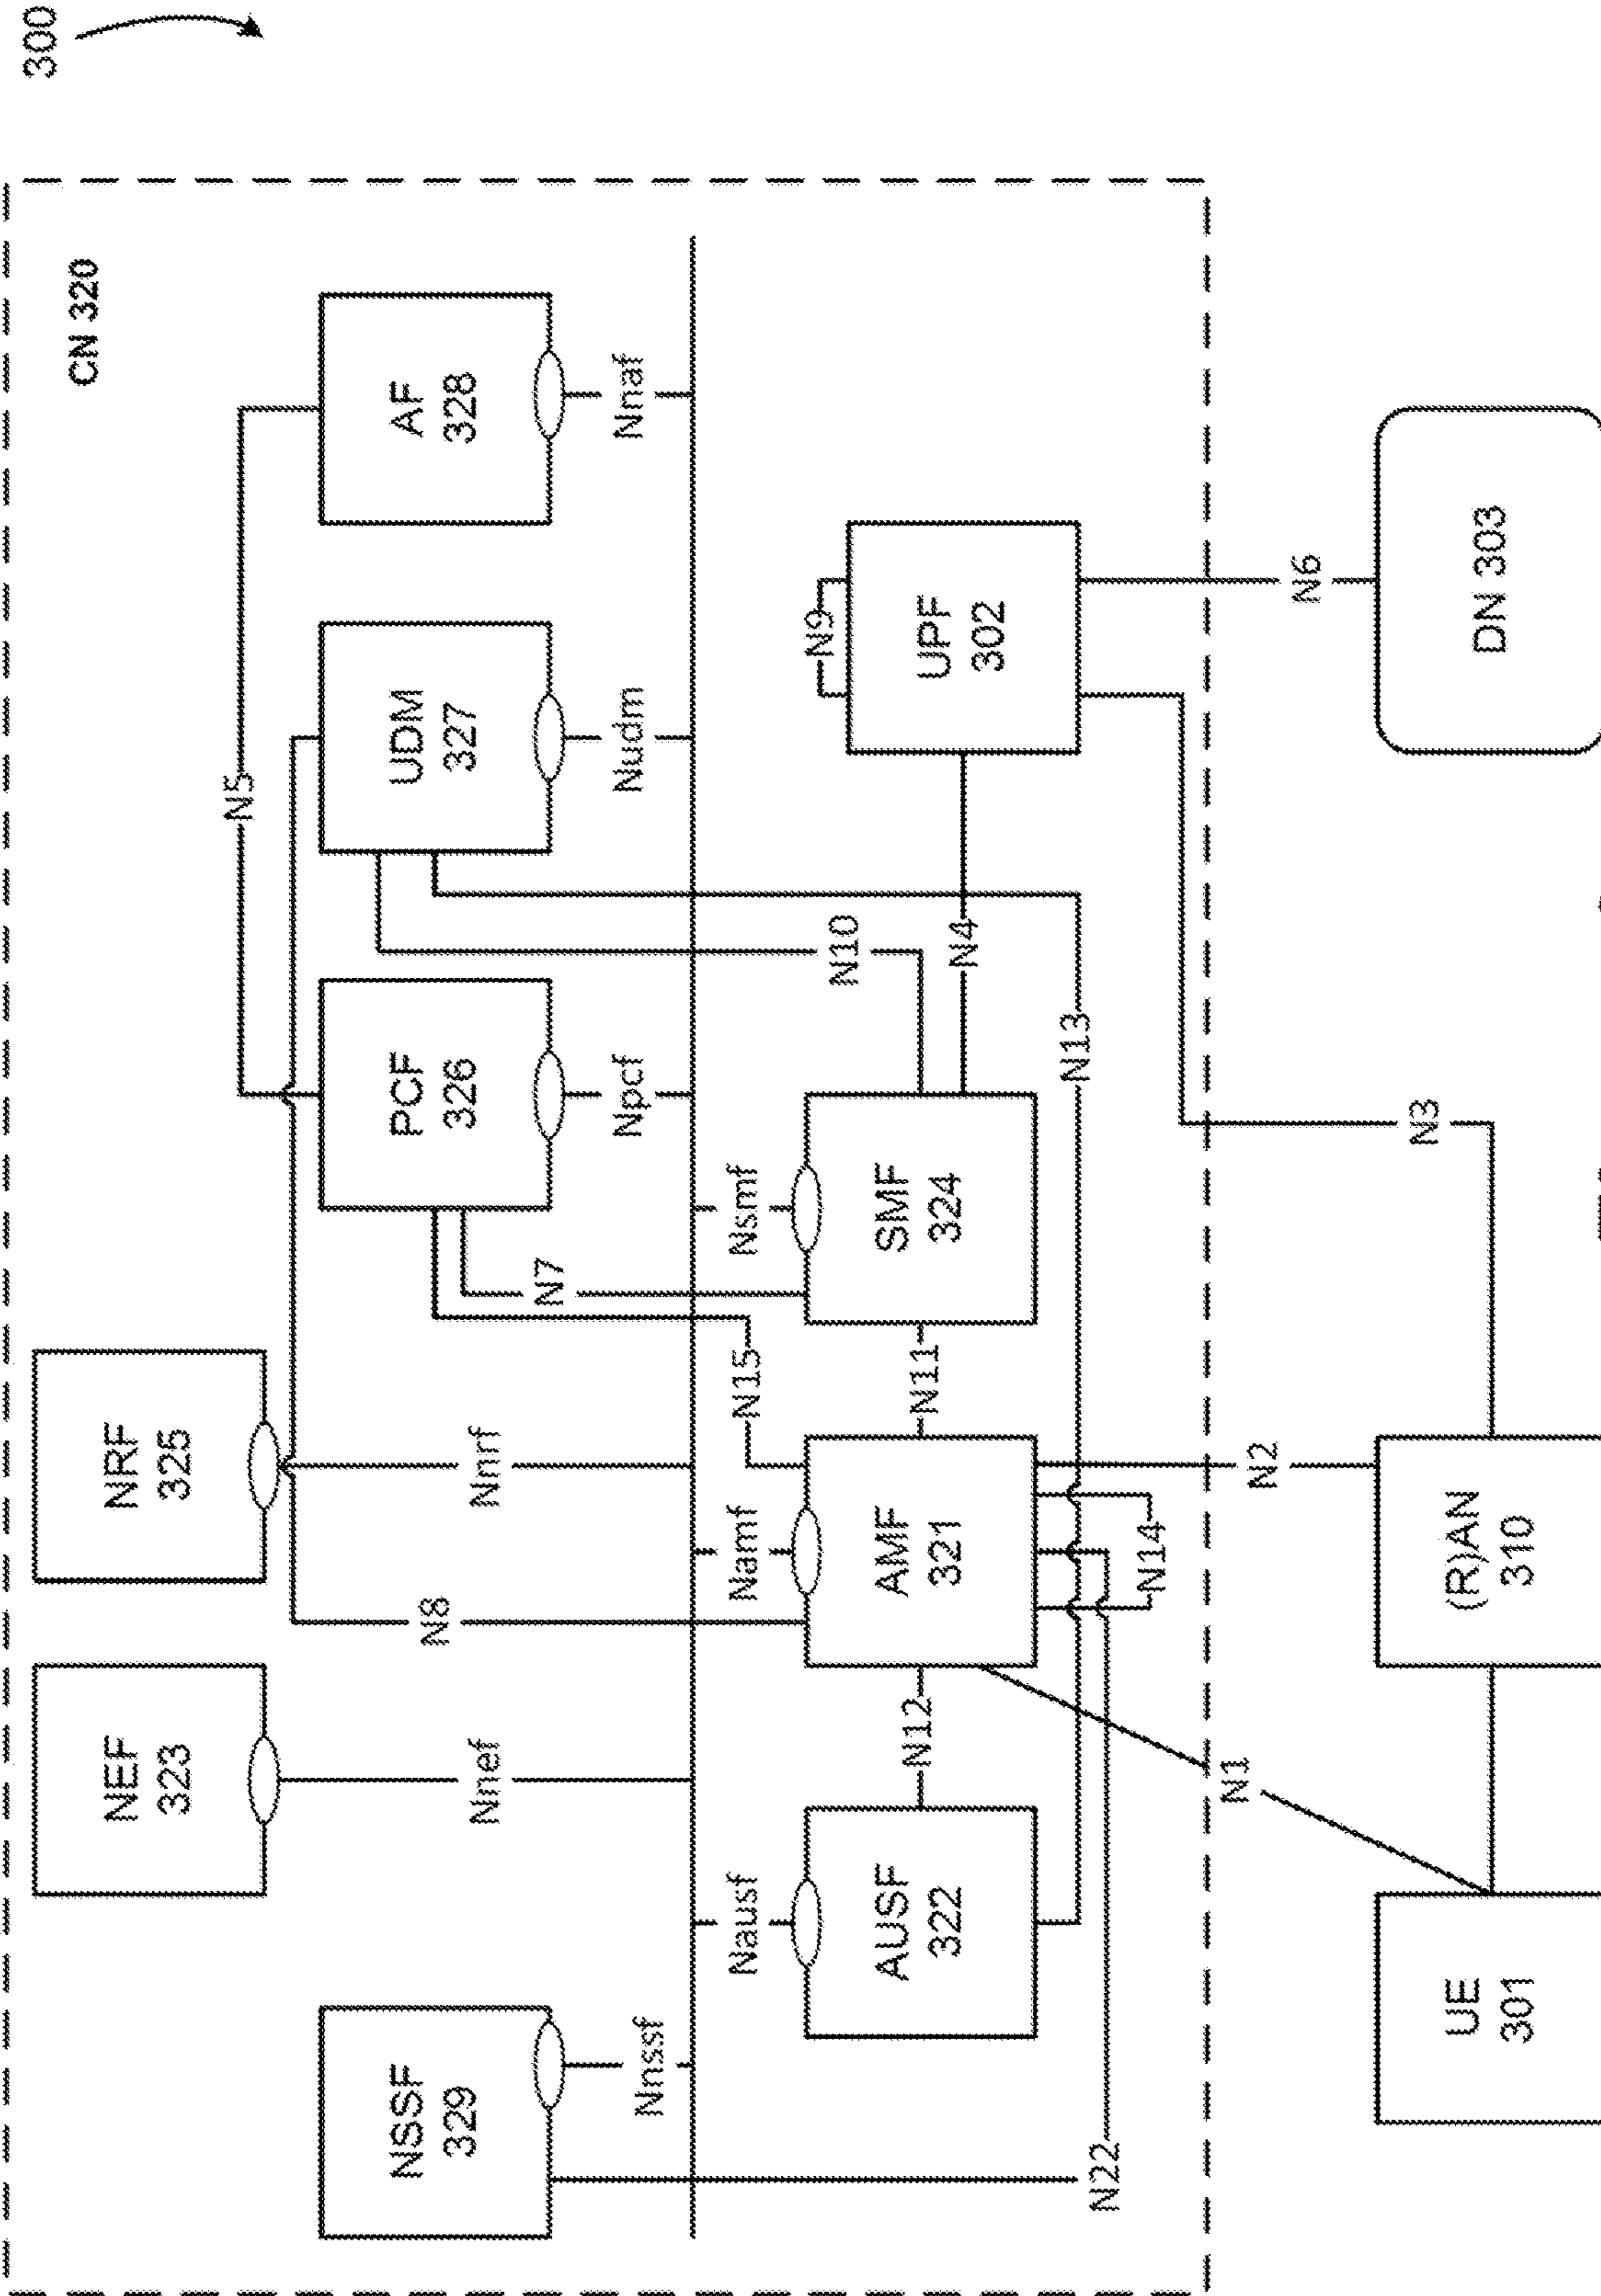 300
CN 320
NEF
323
NRF
325
N5
N8
NSSF
329
PCF
326
UDM
327
AF
328
Nnef
Nnrf
N7
Nnssf
Npcf
Nudm
Nnaf
Nausf
Namf
N15
Nsmf
N10
N9
AUSF
322
N12
AMF
321
N11
SMF
324
N4
UPF
302
N22
N14
N13
N1
N2
N3
N6
UE
301
(R)AN
310
DN 303